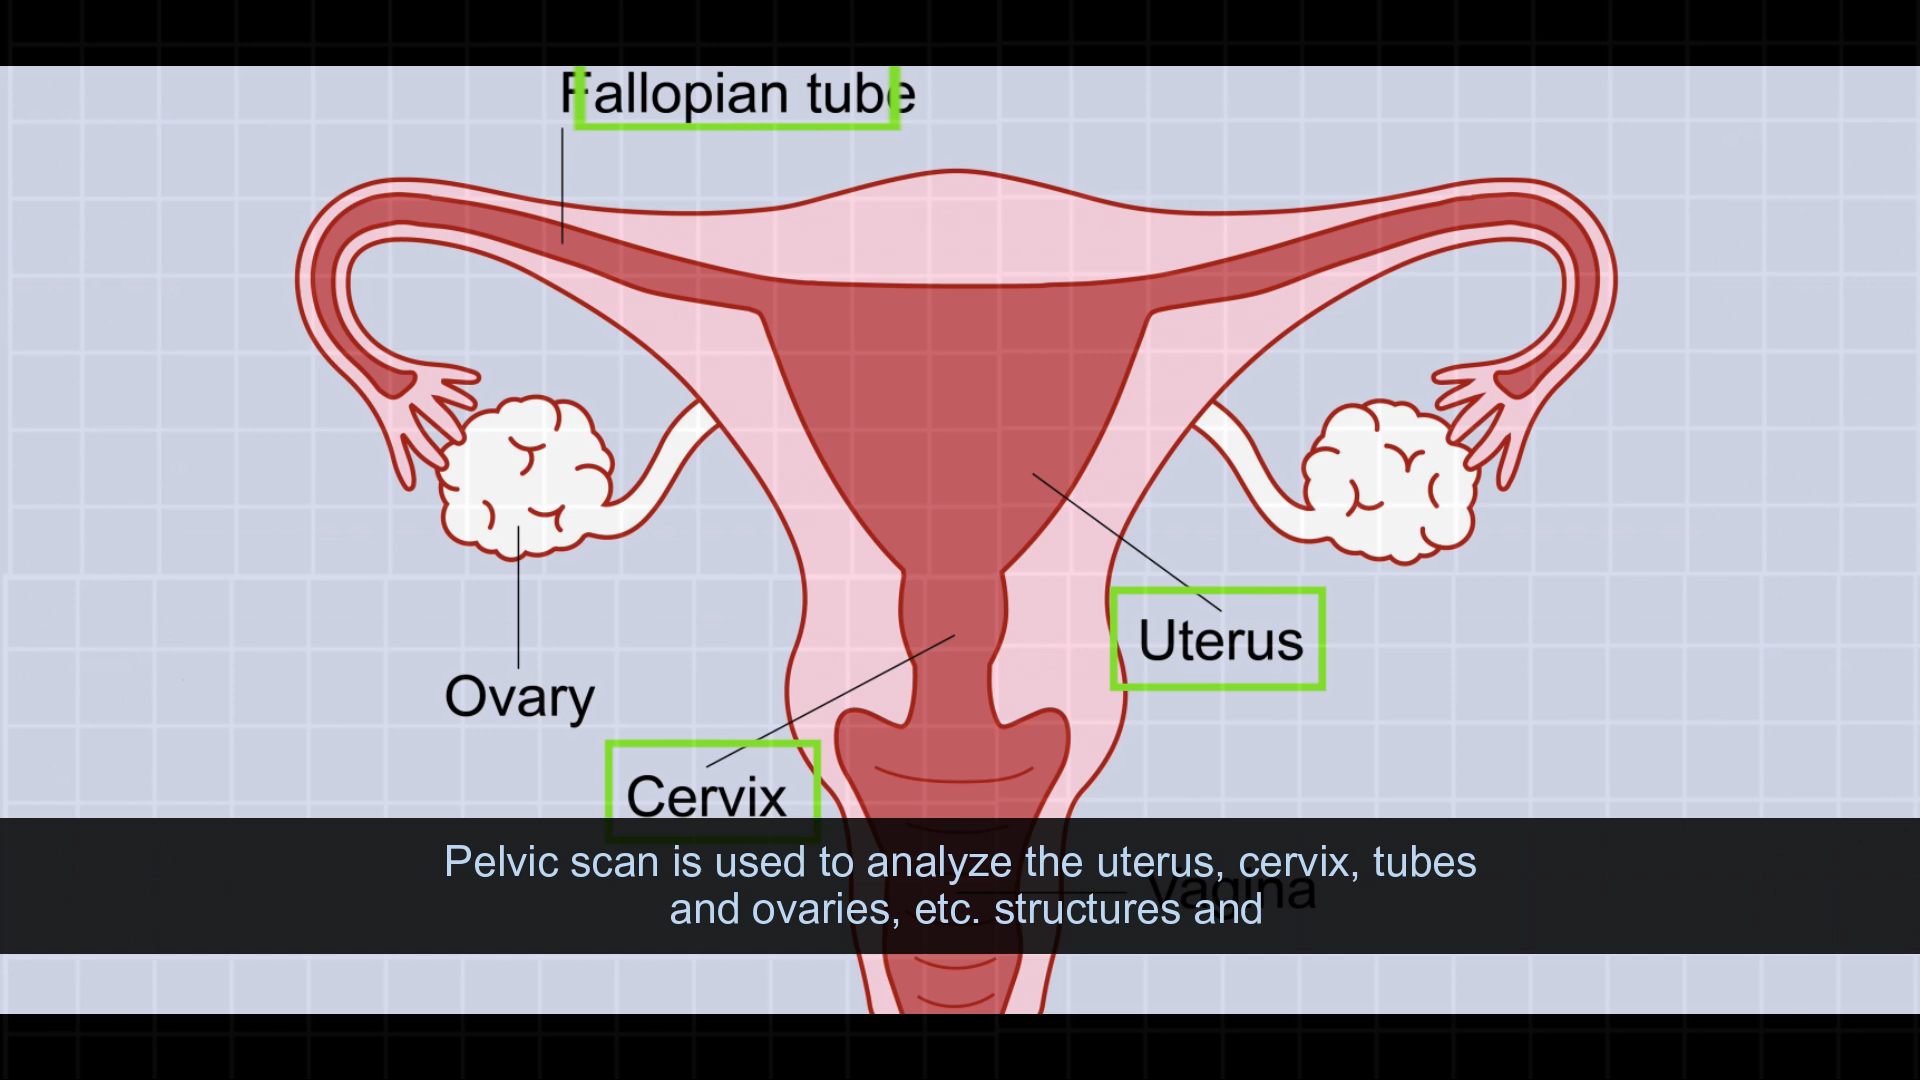 Fallopian tube
Uterus
Ovary
Cervix
Pelvic scan is used to analyze the uterus, cervix, tubes
Vagina
and ovaries, etc. structures and